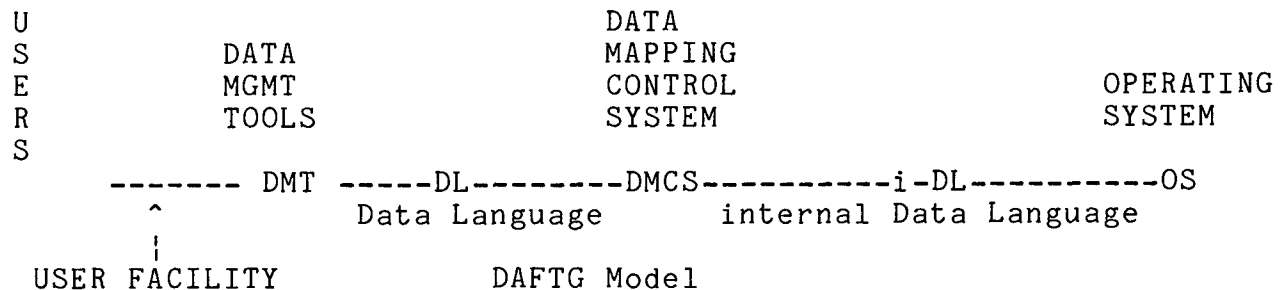 U DATA
S DATA MAPPING
E MGMT CONTROL OPERATING
R TOOLS SYSTEM SYSTEM
S
------- DMT -----DL--------DMCS----------i-DL----------OS
^ Data Language internal Data Language
USER FACILITY DAFTG Model